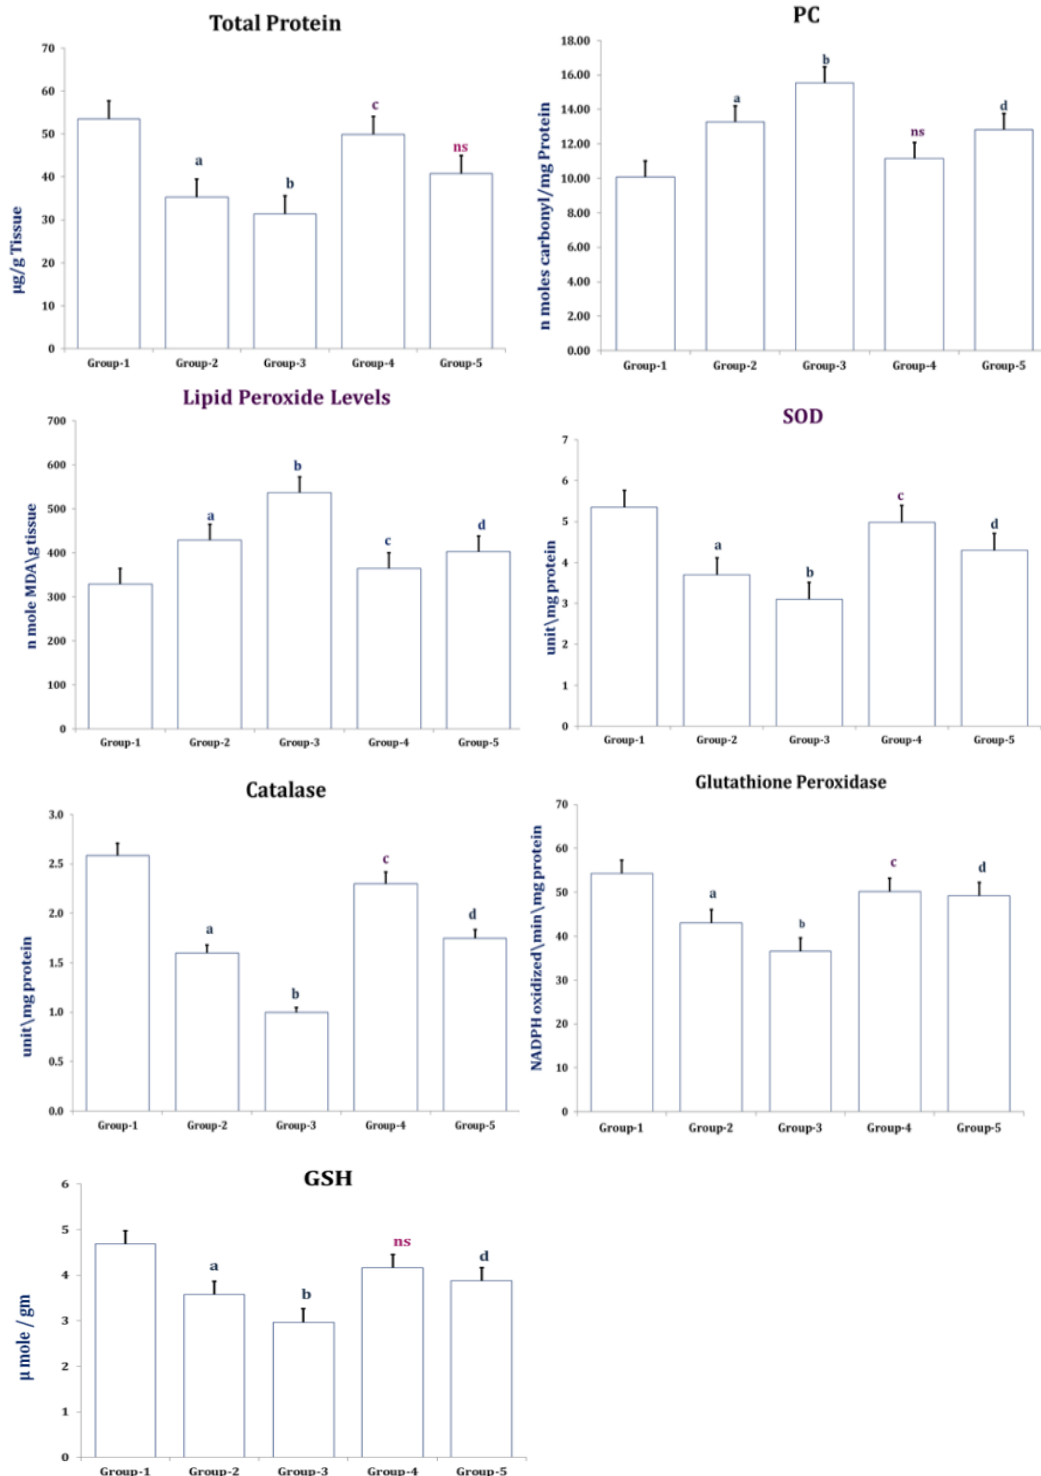 Total Protein
70
60
50
40
30
20
10
0
µg/g Tissue
a
b
c
ns
Group-1 Group-2 Group-3 Group-4 Group-5
PC
18.00
16.00
14.00
12.00
10.00
8.00
6.00
4.00
2.00
0.00
n moles carbonyl/mg Protein
a
b
ns
d
Group-1 Group-2 Group-3 Group-4 Group-5
Lipid Peroxide Levels
700
600
500
400
300
200
100
0
n mole MDA\g tissue
a
b
c
d
Group-1 Group-2 Group-3 Group-4 Group-5
SOD
7
6
5
4
3
2
1
0
unit\mg protein
a
b
c
d
Group-1 Group-2 Group-3 Group-4 Group-5
Catalase
3.0
2.5
2.0
1.5
1.0
0.5
0.0
unit\mg protein
a
b
c
d
Group-1 Group-2 Group-3 Group-4 Group-5
Glutathione Peroxidase
70
60
50
40
30
20
10
0
NADPH oxidized\min\mg protein
a
b
c
d
Group-1 Group-2 Group-3 Group-4 Group-5
GSH
6
5
4
3
2
1
0
µ mole / gm
a
b
ns
d
Group-1 Group-2 Group-3 Group-4 Group-5